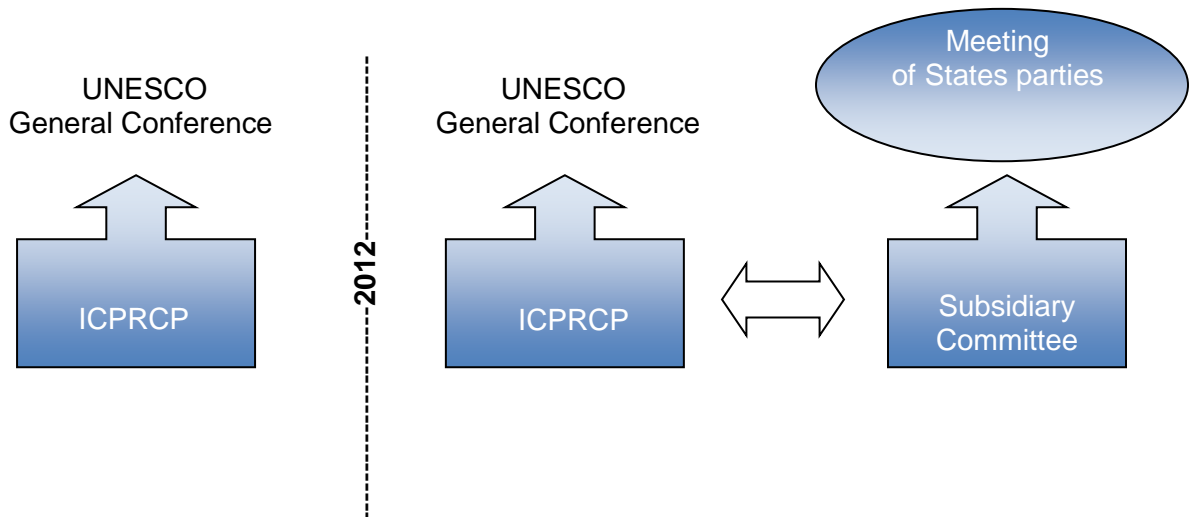 UNESCO
General Conference
ICPRCP
2012
UNESCO
General Conference
ICPRCP
Meeting
of States parties
Subsidiary
Committee